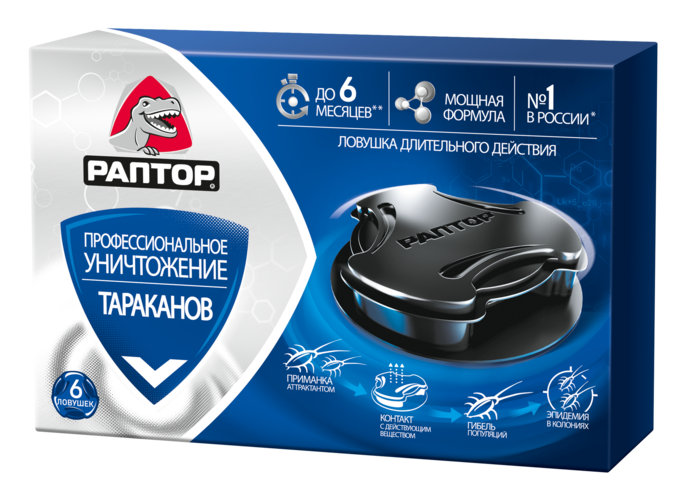 РАПТОР®
ПРОФЕССИОНАЛЬНОЕ
УНИЧТОЖЕНИЕ
ТАРАКАНОВ
6
ЛОВУШЕК
ДО 6
МЕСЯЦЕВ**
МОЩНАЯ
ФОРМУЛА
№1
В РОССИИ*
ЛОВУШКА ДЛИТЕЛЬНОГО ДЕЙСТВИЯ
РАПТОР
ПРИМАНКА
АТТРАКТАНТОМ
КОНТАКТ
С ДЕЙСТВУЮЩИМ
ВЕЩЕСТВОМ
ГИБЕЛЬ
ПОПУЛЯЦИЙ
ЭПИДЕМИЯ
В КОЛОНИЯХ